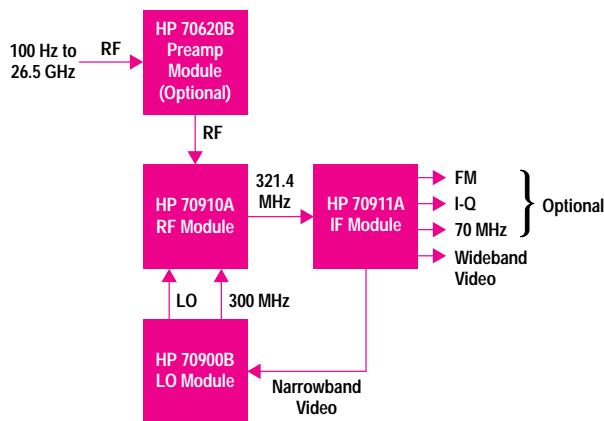 HP 70620B
Preamp
Module
(Optional)
100 Hz to
26.5 GHz
RF
RF
HP 70910A
RF Module
321.4
MHz
HP 70911A
IF Module
FM
I-Q
70 MHz
Optional
Wideband
Video
LO
300 MHz
HP 70900B
LO Module
Narrowband
Video